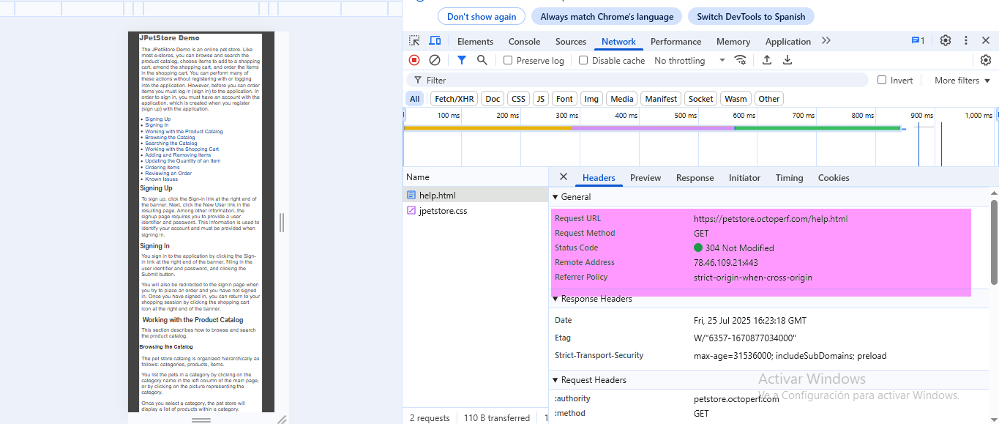 JPetStore Demo
The JPetStore Demo is an online pet store. Like
most e-stores, you can browse and search the
product catalog, choose items to add to a shopping
cart, amend the shopping cart, and order the items
in the shopping cart. You can perform many of
these actions without registering with or logging
into the application. However, before you can order
items you must log in (sign in) to the application. In
order to sign in, you must have an account with the
application, which is created when you register
(sign up) with the application.
• Signing Up
• Signing In
• Working with the Product Catalog
• Browsing the Catalog
• Searching the Catalog
• Working with the Shopping Cart
• Adding and Removing Items
• Updating the Quantity of an Item
• Ordering Items
• Reviewing an Order
• Known Issues
Signing Up
To sign up, click the Sign-in link at the right end of
the banner. Next, click the New User link in the
resulting page. Among other information, the
signup page requires you to provide a user
identifier and password. This information is used to
identify your account and must be provided when
signing in.
Signing In
You sign in to the application by clicking the Sign-
in link at the right end of the banner, filling in the
user identifier and password, and clicking the
Submit button.
You will also be redirected to the signin page when
you try to place an order and you have not signed
in. Once you have signed in, you can return to your
shopping session by clicking the shopping cart
icon at the right end of the banner.
Working with the Product Catalog
This section describes how to browse and search
the product catalog.
Browsing the Catalog
The pet store catalog is organized hierarchically as
follows: categories, products, items.
You list the pets in a category by clicking on the
category name in the left column of the main page,
or by clicking on the picture representing the
category.
Once you select a category, the pet store will
display a list of products within a category.
Don't show again Always match Chrome's language Switch DevTools to Spanish
Elements Console Sources Network Performance Memory Application 1
Preserve log Disable cache No throttling
Filter Invert More filters
All Fetch/XHR Doc CSS JS Font Img Media Manifest Socket Wasm Other
100 ms 200 ms 300 ms 400 ms 500 ms 600 ms 700 ms 800 ms 900 ms 1,000 ms
Name
help.html
jpetstore.css
2 requests 110 B transferred 1
Headers Preview Response Initiator Timing Cookies
General
Request URL https://petstore.octoperf.com/help.html
Request Method GET
Status Code 304 Not Modified
Remote Address 78.46.109.21:443
Referrer Policy strict-origin-when-cross-origin
Response Headers
Date Fri, 25 Jul 2025 16:23:18 GMT
Etag W/"6357-1670877034000"
Strict-Transport-Security max-age=31536000; includeSubDomains; preload
Request Headers
:authority petstore.octoperf.com
:method GET
Activar Windows
Ve a Configuración para activar Windows.